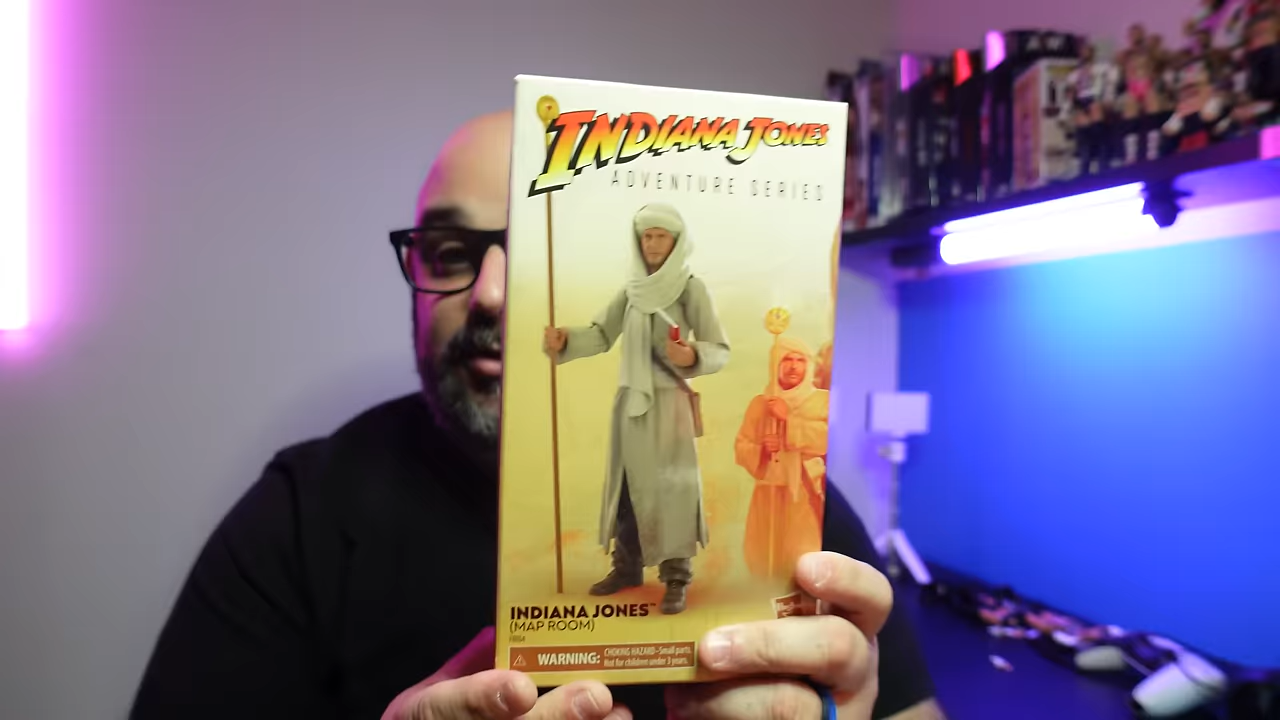 INDIANA JONES
ADVENTURE SERIES
INDIANA JONES™
(MAP ROOM)
WARNING: CHOKING HAZARD-Small parts.
Not for children under 3 years.